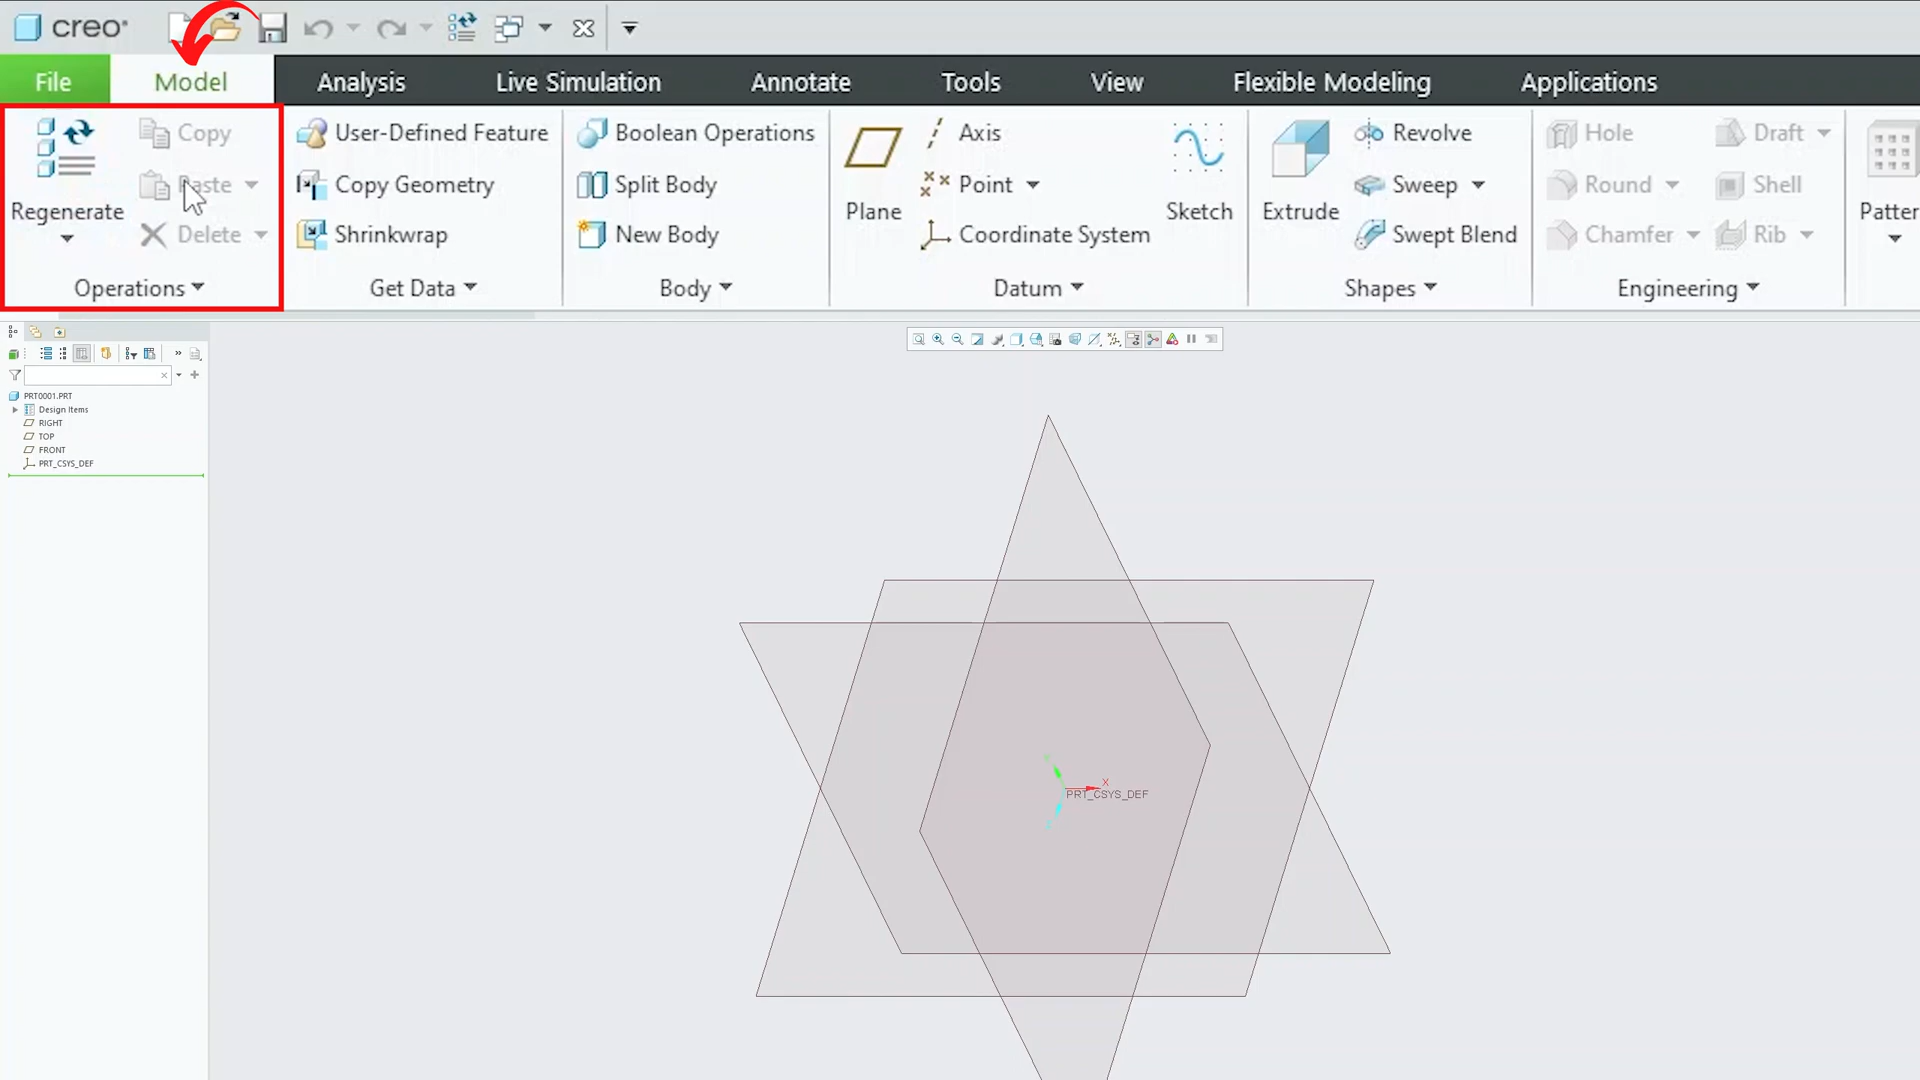 creo
File Model Analysis Live Simulation Annotate Tools View Flexible Modeling Applications
Regenerate
Copy
Paste
Delete
Operations
User-Defined Feature
Copy Geometry
Shrinkwrap
Get Data
Boolean Operations
Split Body
New Body
Body
Plane
Axis
Point
Coordinate System
Sketch
Datum
Extrude
Revolve
Sweep
Swept Blend
Shapes
Hole
Round
Chamfer
Draft
Shell
Rib
Engineering
Patter
PRT0001.PRT
Design Items
RIGHT
TOP
FRONT
PRT_CSYS_DEF
X
PRT_CSYS_DEF